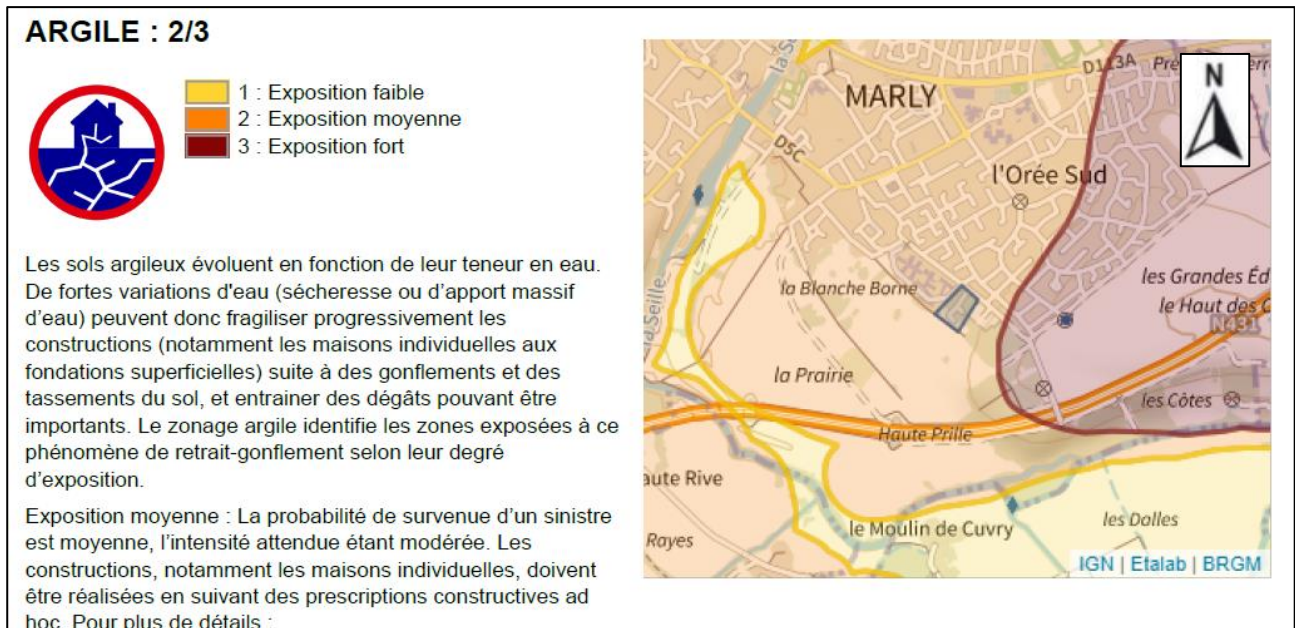 ARGILE : 2/3
1 : Exposition faible
2 : Exposition moyenne
3 : Exposition fort
Les sols argileux évoluent en fonction de leur teneur en eau.
De fortes variations d'eau (sécheresse ou d’apport massif
d’eau) peuvent donc fragiliser progressivement les
constructions (notamment les maisons individuelles aux
fondations superficielles) suite à des gonflements et des
tassements du sol, et entrainer des dégâts pouvant être
importants. Le zonage argile identifie les zones exposées à ce
phénomène de retrait-gonflement selon leur degré
d’exposition.
Exposition moyenne : La probabilité de survenue d’un sinistre
est moyenne, l’intensité attendue étant modérée. Les
constructions, notamment les maisons individuelles, doivent
être réalisées en suivant des prescriptions constructives ad
hoc. Pour plus de détails :
D113A
N
MARLY
D5C
l'Orée Sud
la Seille
la Blanche Borne
les Grandes Éd
le Haut des C
N431
la Prairie
les Côtes
Haute Prille
aute Rive
le Moulin de Cuvry
les Dalles
Rayes
IGN | Etalab | BRGM